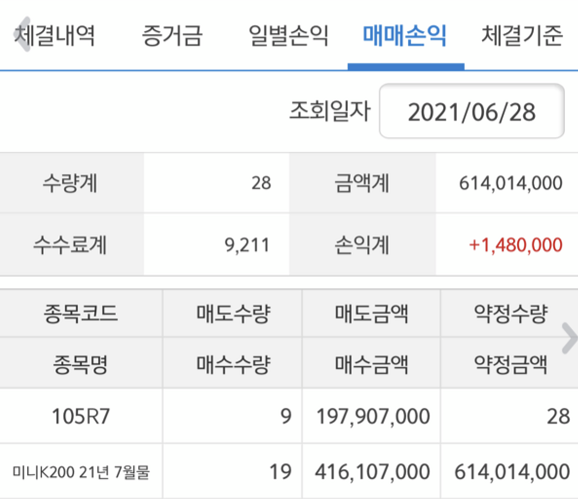 체결내역 증거금 일별손익 매매손익 체결기준
조회일자 2021/06/28
수량계 28 금액계 614,014,000
수수료계 9,211 손익계 +1,480,000
종목코드 매도수량 매도금액 약정수량
종목명 매수수량 매수금액 약정금액
105R7 9 197,907,000 28
미니K200 21년 7월물 19 416,107,000 614,014,000